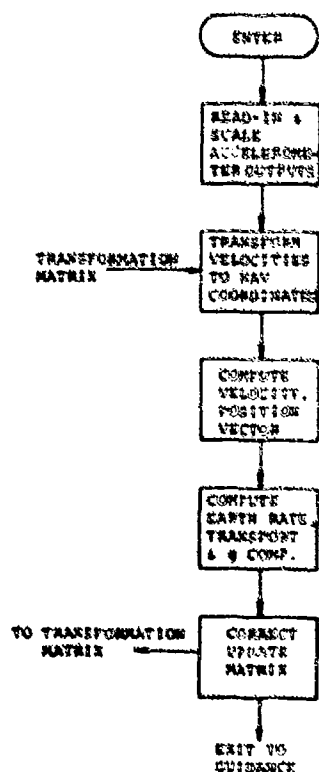 ENTER
READ-IN &
SCALE
ACCELEROME-
TER OUTPUTS
TRANSFORMATION
MATRIX
TRANSFORM
VELOCITIES
TO NAV
COORDINATES
COMPUTE
VELOCITY,
POSITION
VECTOR
COMPUTE
EARTH RATE,
TRANSPORT
& g COMP.
TO TRANSFORMATION
MATRIX
CORRECT
UPDATE
MATRIX
EXIT TO
GUIDANCE